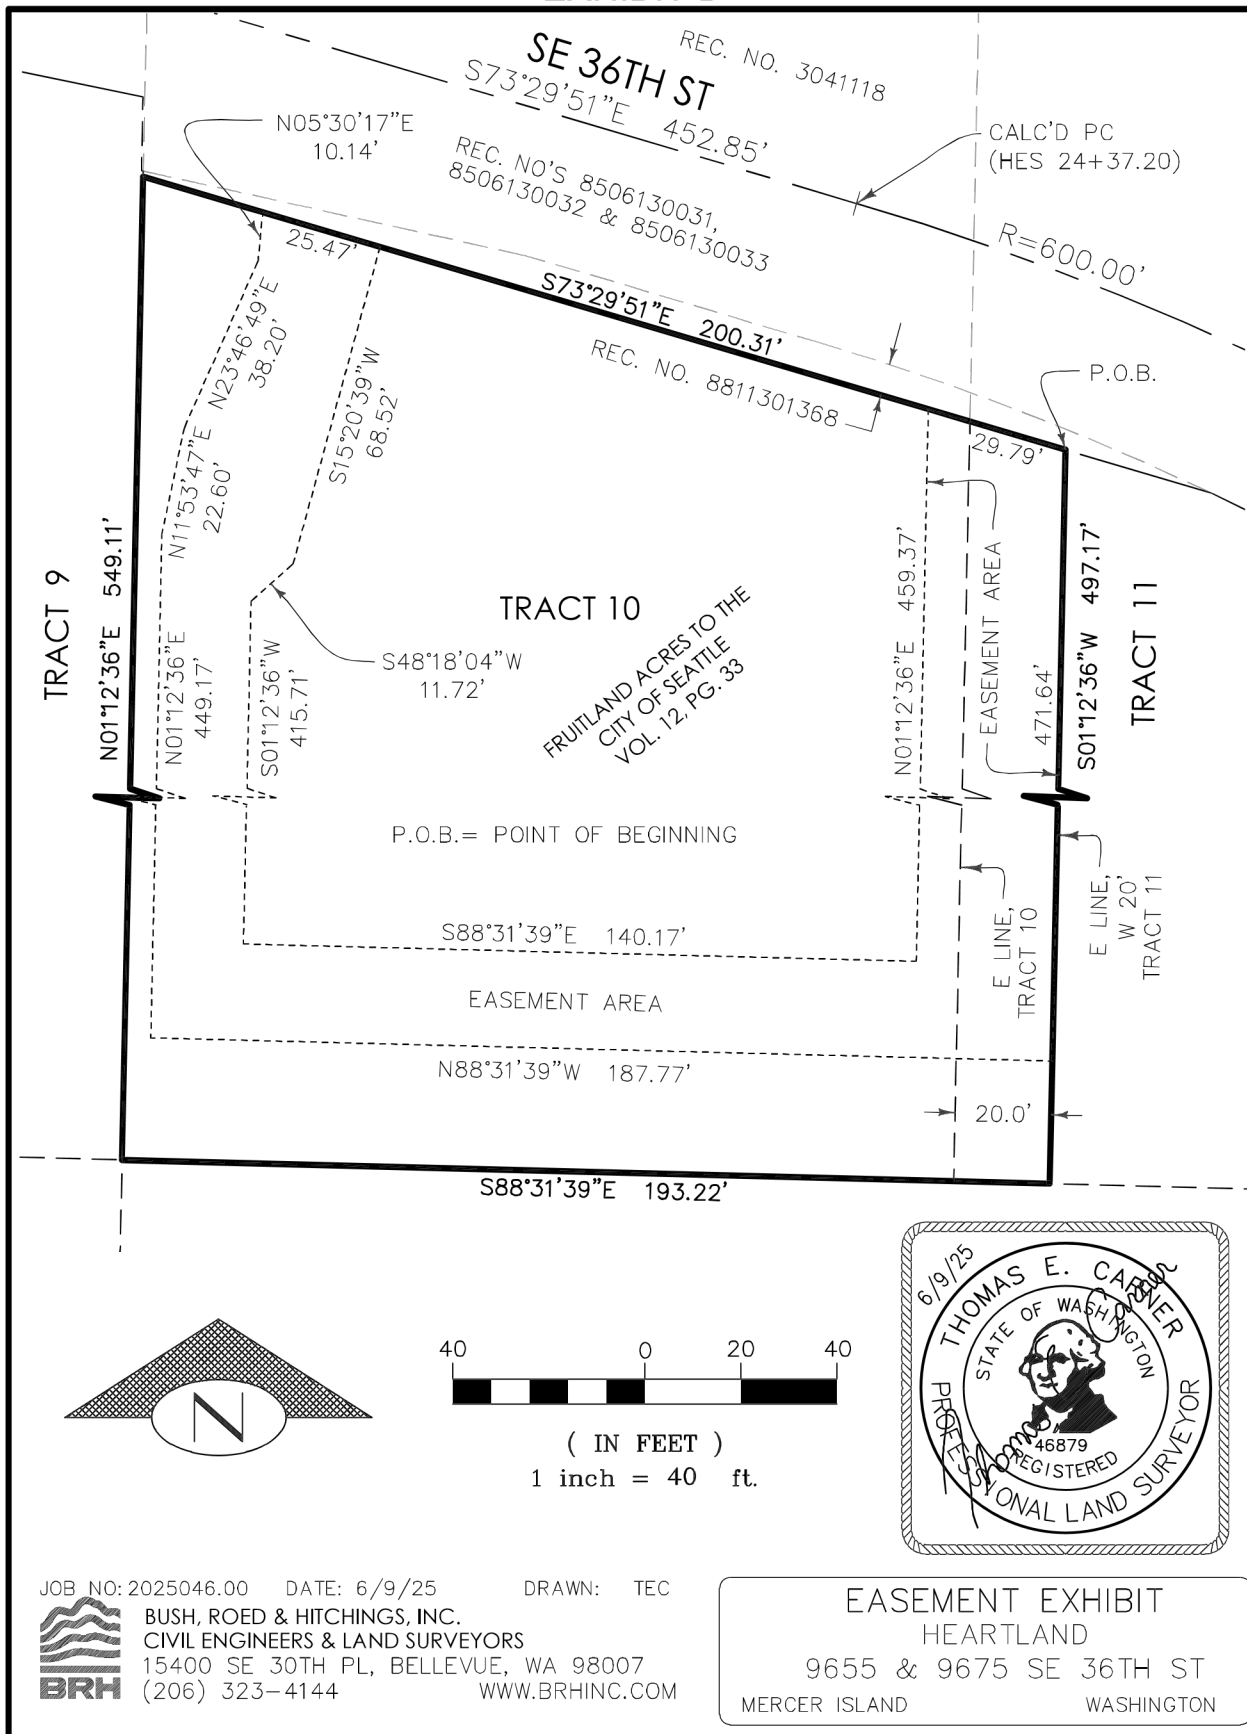 REC. NO. 3041118
SE 36TH ST
S73°29'51"E 452.85'
N05°30'17"E
10.14'
CALC'D PC
(HES 24+37.20)
REC. NO'S 8506130031,
8506130032 & 8506130033
R=600.00'
25.47'
S73°29'51"E 200.31'
REC. NO. 8811301368
P.O.B.
29.79'
N23°46'49"E
38.20'
S15°20'39"W
68.52'
N11°53'47"E
22.60'
TRACT 9
N01°12'36"E 549.11'
N01°12'36"E
449.17'
S01°12'36"W
415.71'
S48°18'04"W
11.72'
TRACT 10
FRUITLAND ACRES TO THE
CITY OF SEATTLE
VOL. 12, PG. 33
N01°12'36"E 459.37'
EASEMENT AREA
471.64'
S01°12'36"W 497.17'
TRACT 11
P.O.B.= POINT OF BEGINNING
E LINE,
TRACT 10
E LINE,
W 20'
TRACT 11
S88°31'39"E 140.17'
EASEMENT AREA
N88°31'39"W 187.77'
20.0'
S88°31'39"E 193.22'
N
40 0 20 40
( IN FEET )
1 inch = 40 ft.
6/9/25
THOMAS E. CARNER
STATE OF WASHINGTON
46879
REGISTERED
PROFESSIONAL LAND SURVEYOR
JOB NO: 2025046.00 DATE: 6/9/25 DRAWN: TEC
BRH
BUSH, ROED & HITCHINGS, INC.
CIVIL ENGINEERS & LAND SURVEYORS
15400 SE 30TH PL, BELLEVUE, WA 98007
(206) 323-4144 WWW.BRHINC.COM
EASEMENT EXHIBIT
HEARTLAND
9655 & 9675 SE 36TH ST
MERCER ISLAND WASHINGTON